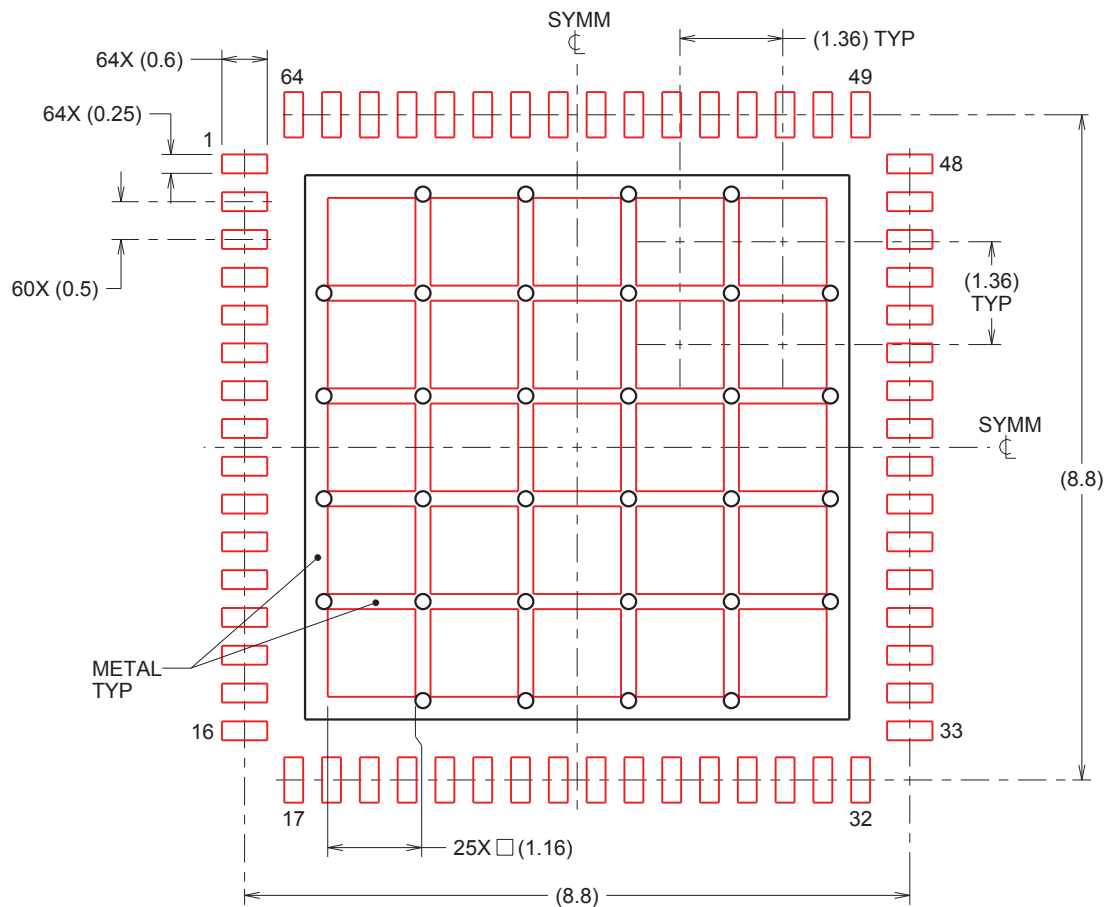 SYMM
(1.36) TYP
64X (0.6)
64
49
64X (0.25)
1
48
60X (0.5)
(1.36)
TYP
SYMM
(8.8)
METAL
TYP
16
33
17
32
25X □ (1.16)
(8.8)